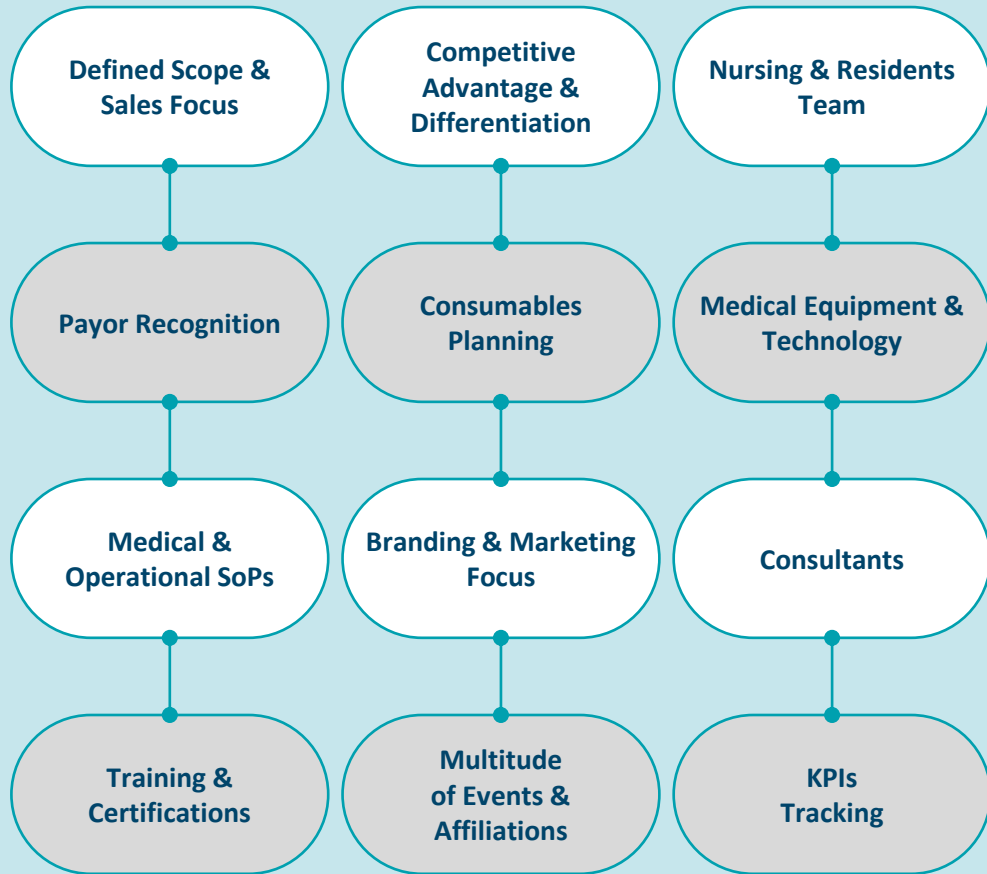 Defined Scope &
Sales Focus
Competitive
Advantage &
Differentiation
Nursing & Residents
Team
Payor Recognition
Consumables
Planning
Medical Equipment &
Technology
Medical &
Operational SoPs
Branding & Marketing
Focus
Consultants
Training &
Certifications
Multitude
of Events &
Affiliations
KPIs
Tracking